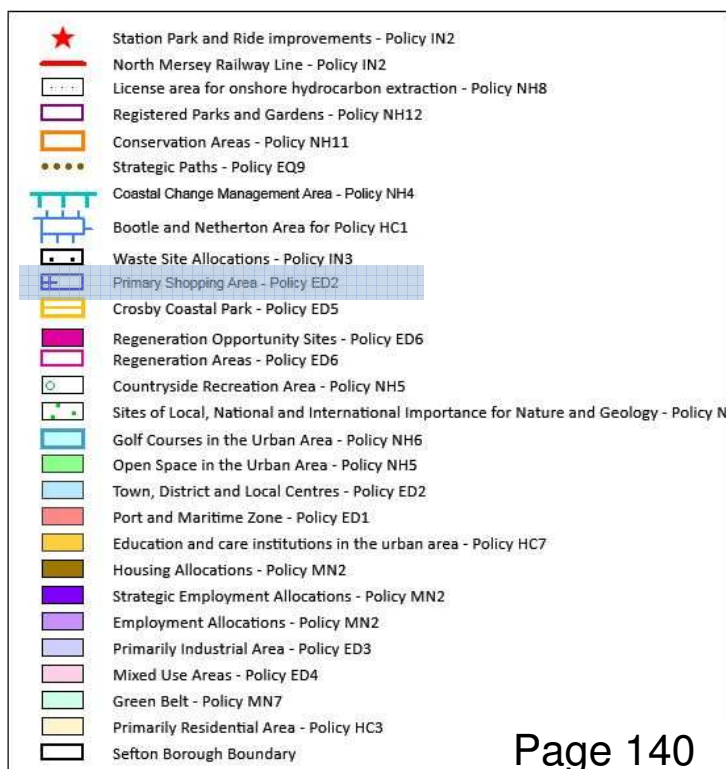 Station Park and Ride improvements - Policy IN2
North Mersey Railway Line - Policy IN2
License area for onshore hydrocarbon extraction - Policy NH8
Registered Parks and Gardens - Policy NH12
Conservation Areas - Policy NH11
Strategic Paths - Policy EQ9
Coastal Change Management Area - Policy NH4
Bootle and Netherton Area for Policy HC1
Waste Site Allocations - Policy IN3
Primary Shopping Area - Policy ED2
Crosby Coastal Park - Policy ED5
Regeneration Opportunity Sites - Policy ED6
Regeneration Areas - Policy ED6
Countryside Recreation Area - Policy NH5
Sites of Local, National and International Importance for Nature and Geology - Policy N
Golf Courses in the Urban Area - Policy NH6
Open Space in the Urban Area - Policy NH5
Town, District and Local Centres - Policy ED2
Port and Maritime Zone - Policy ED1
Education and care institutions in the urban area - Policy HC7
Housing Allocations - Policy MN2
Strategic Employment Allocations - Policy MN2
Employment Allocations - Policy MN2
Primarily Industrial Area - Policy ED3
Mixed Use Areas - Policy ED4
Green Belt - Policy MN7
Primarily Residential Area - Policy HC3
Sefton Borough Boundary
Page 140